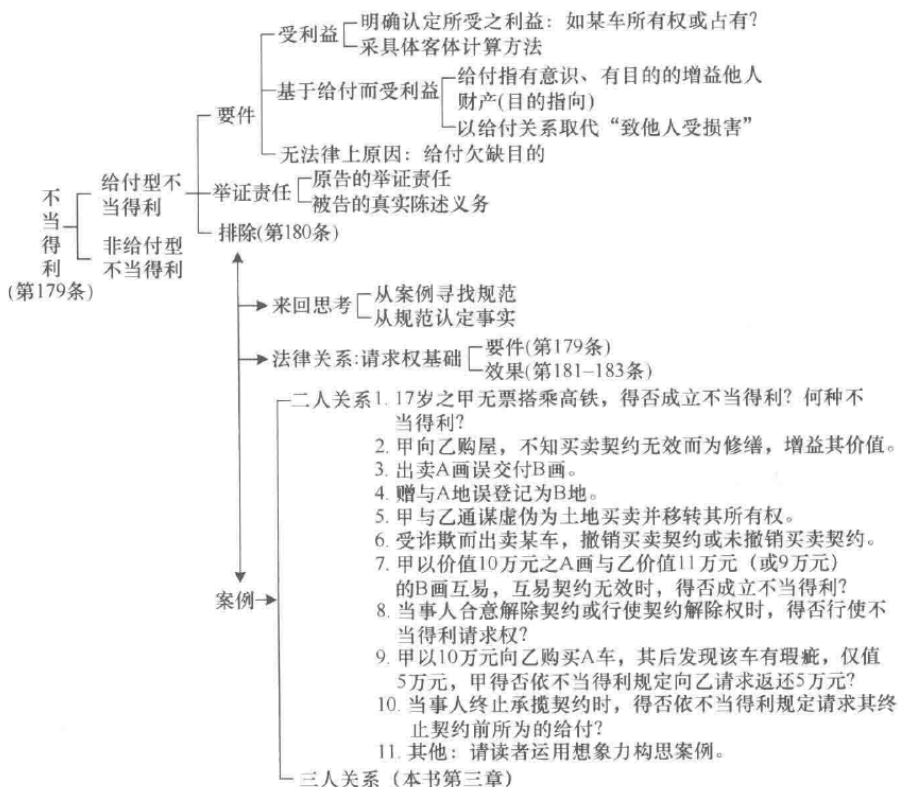 受利益
明确认定所受之利益：如某车所有权或占有？
采具体客体计算方法
要件
基于给付而受利益
给付指有意识、有目的的增益他人
财产(目的指向)
以给付关系取代“致他人受损害”
无法律上原因：给付欠缺目的
不当得利
(第179条)
给付型不
当得利
举证责任
原告的举证责任
被告的真实陈述义务
排除(第180条)
非给付型
不当得利
来回思考
从案例寻找规范
从规范认定事实
法律关系:请求权基础
要件(第179条)
效果(第181–183条)
案例
二人关系
1. 17岁之甲无票搭乘高铁，得否成立不当得利？何种不
当得利？
2. 甲向乙购屋，不知买卖契约无效而为修缮，增益其价值。
3. 出卖A画误交付B画。
4. 赠与A地误登记为B地。
5. 甲与乙通谋虚伪为土地买卖并移转其所有权。
6. 受诈欺而出卖某车，撤销买卖契约或未撤销买卖契约。
7. 甲以价值10万元之A画与乙价值11万元（或9万元）
的B画互易，互易契约无效时，得否成立不当得利？
8. 当事人合意解除契约或行使契约解除权时，得否行使不
当得利请求权？
9. 甲以10万元向乙购买A车，其后发现该车有瑕疵，仅值
5万元，甲得否依不当得利规定向乙请求返还5万元？
10. 当事人终止承揽契约时，得否依不当得利规定请求其终
止契约前所为的给付？
11. 其他：请读者运用想象力构思案例。
三人关系（本书第三章）